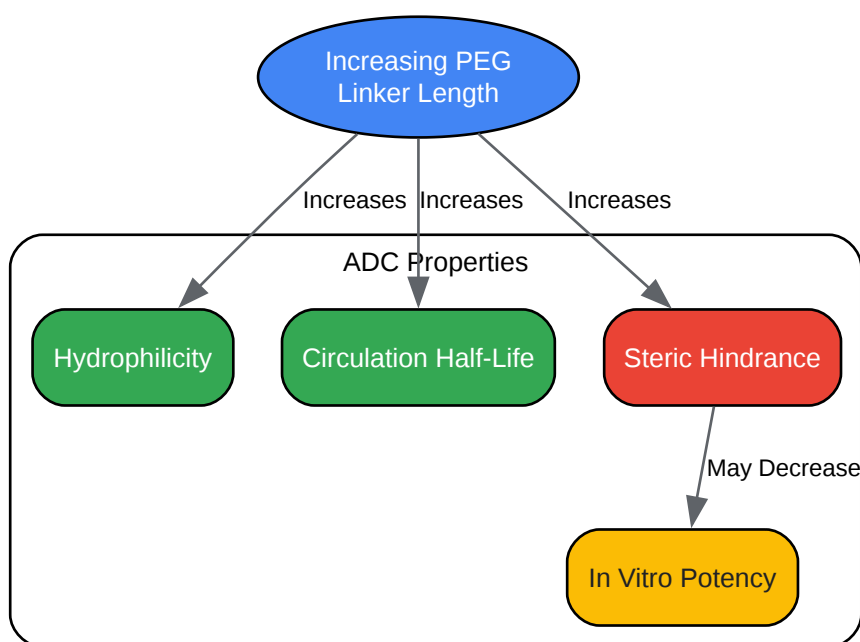 Increasing PEG
Linker Length
Increases
Increases
Increases
ADC Properties
Hydrophilicity
Circulation Half-Life
Steric Hindrance
May Decrease
In Vitro Potency